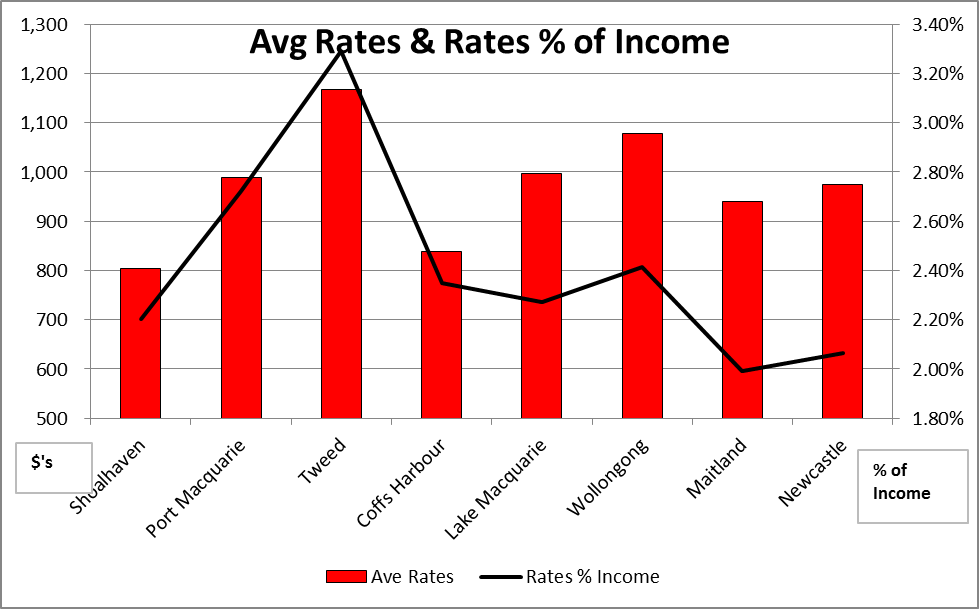 Avg Rates & Rates % of Income
1,300
1,200
1,100
1,000
900
800
700
600
500
3.40%
3.20%
3.00%
2.80%
2.60%
2.40%
2.20%
2.00%
1.80%
$'s
Shoalhaven
Port Macquarie
Tweed
Coffs Harbour
Lake Macquarie
Wollongong
Maitland
Newcastle
% of
Income
Ave Rates
Rates % Income